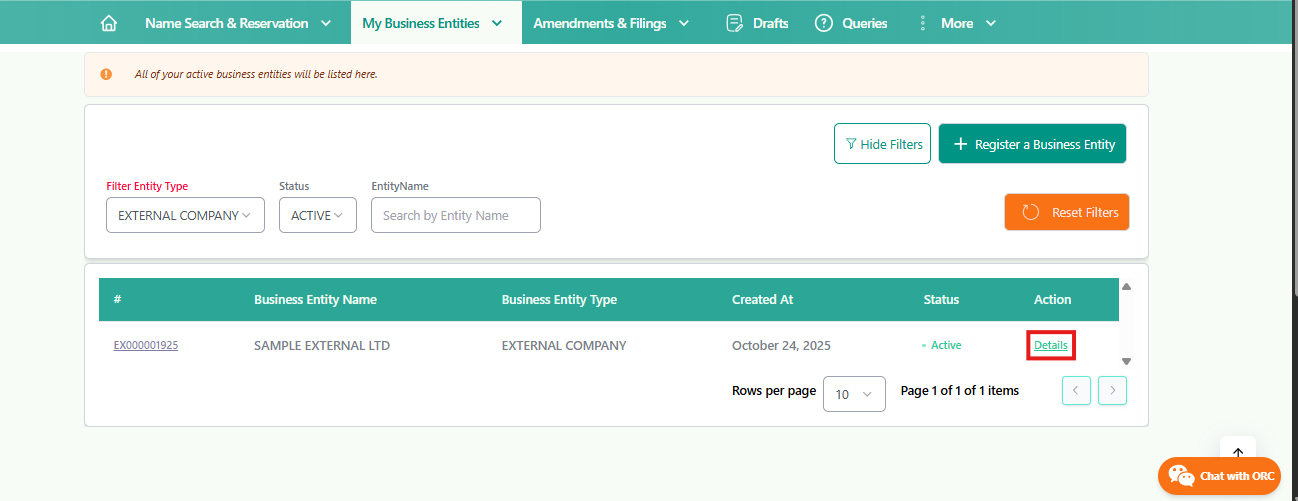 Name Search & Reservation My Business Entities Amendments & Filings Drafts Queries More
All of your active business entities will be listed here.
Hide Filters + Register a Business Entity
Filter Entity Type Status EntityName
EXTERNAL COMPANY ACTIVE Search by Entity Name Reset Filters
# Business Entity Name Business Entity Type Created At Status Action
EX000001925 SAMPLE EXTERNAL LTD EXTERNAL COMPANY October 24, 2025 Active Details
Rows per page 10 Page 1 of 1 of 1 items
Chat with ORC